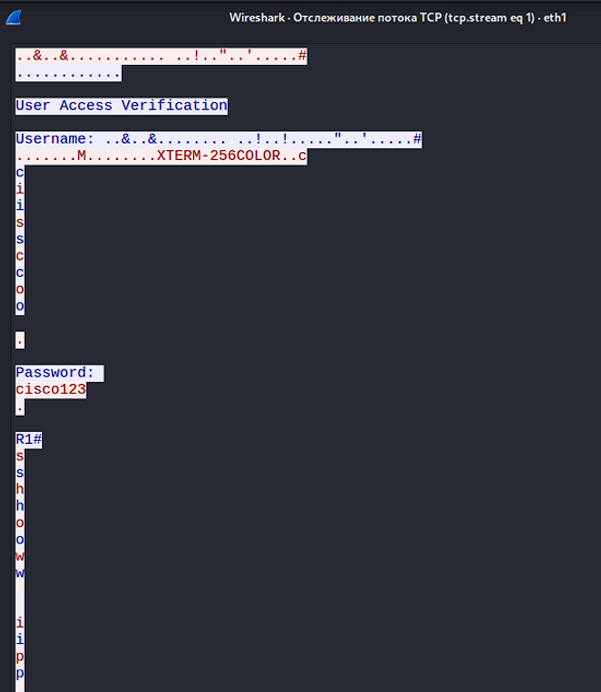 Wireshark · Отслеживание потока TCP (tcp.stream eq 1) · eth1
..&..&........... ..!.."..'.....#
............
User Access Verification
Username: ..&..&........ ..!..!....."..'.....#
.......M........XTERM-256COLOR..c
c
i
i
s
s
c
c
o
o
.
Password:
cisco123
.
R1#
s
s
h
h
o
o
w
w
i
i
p
p